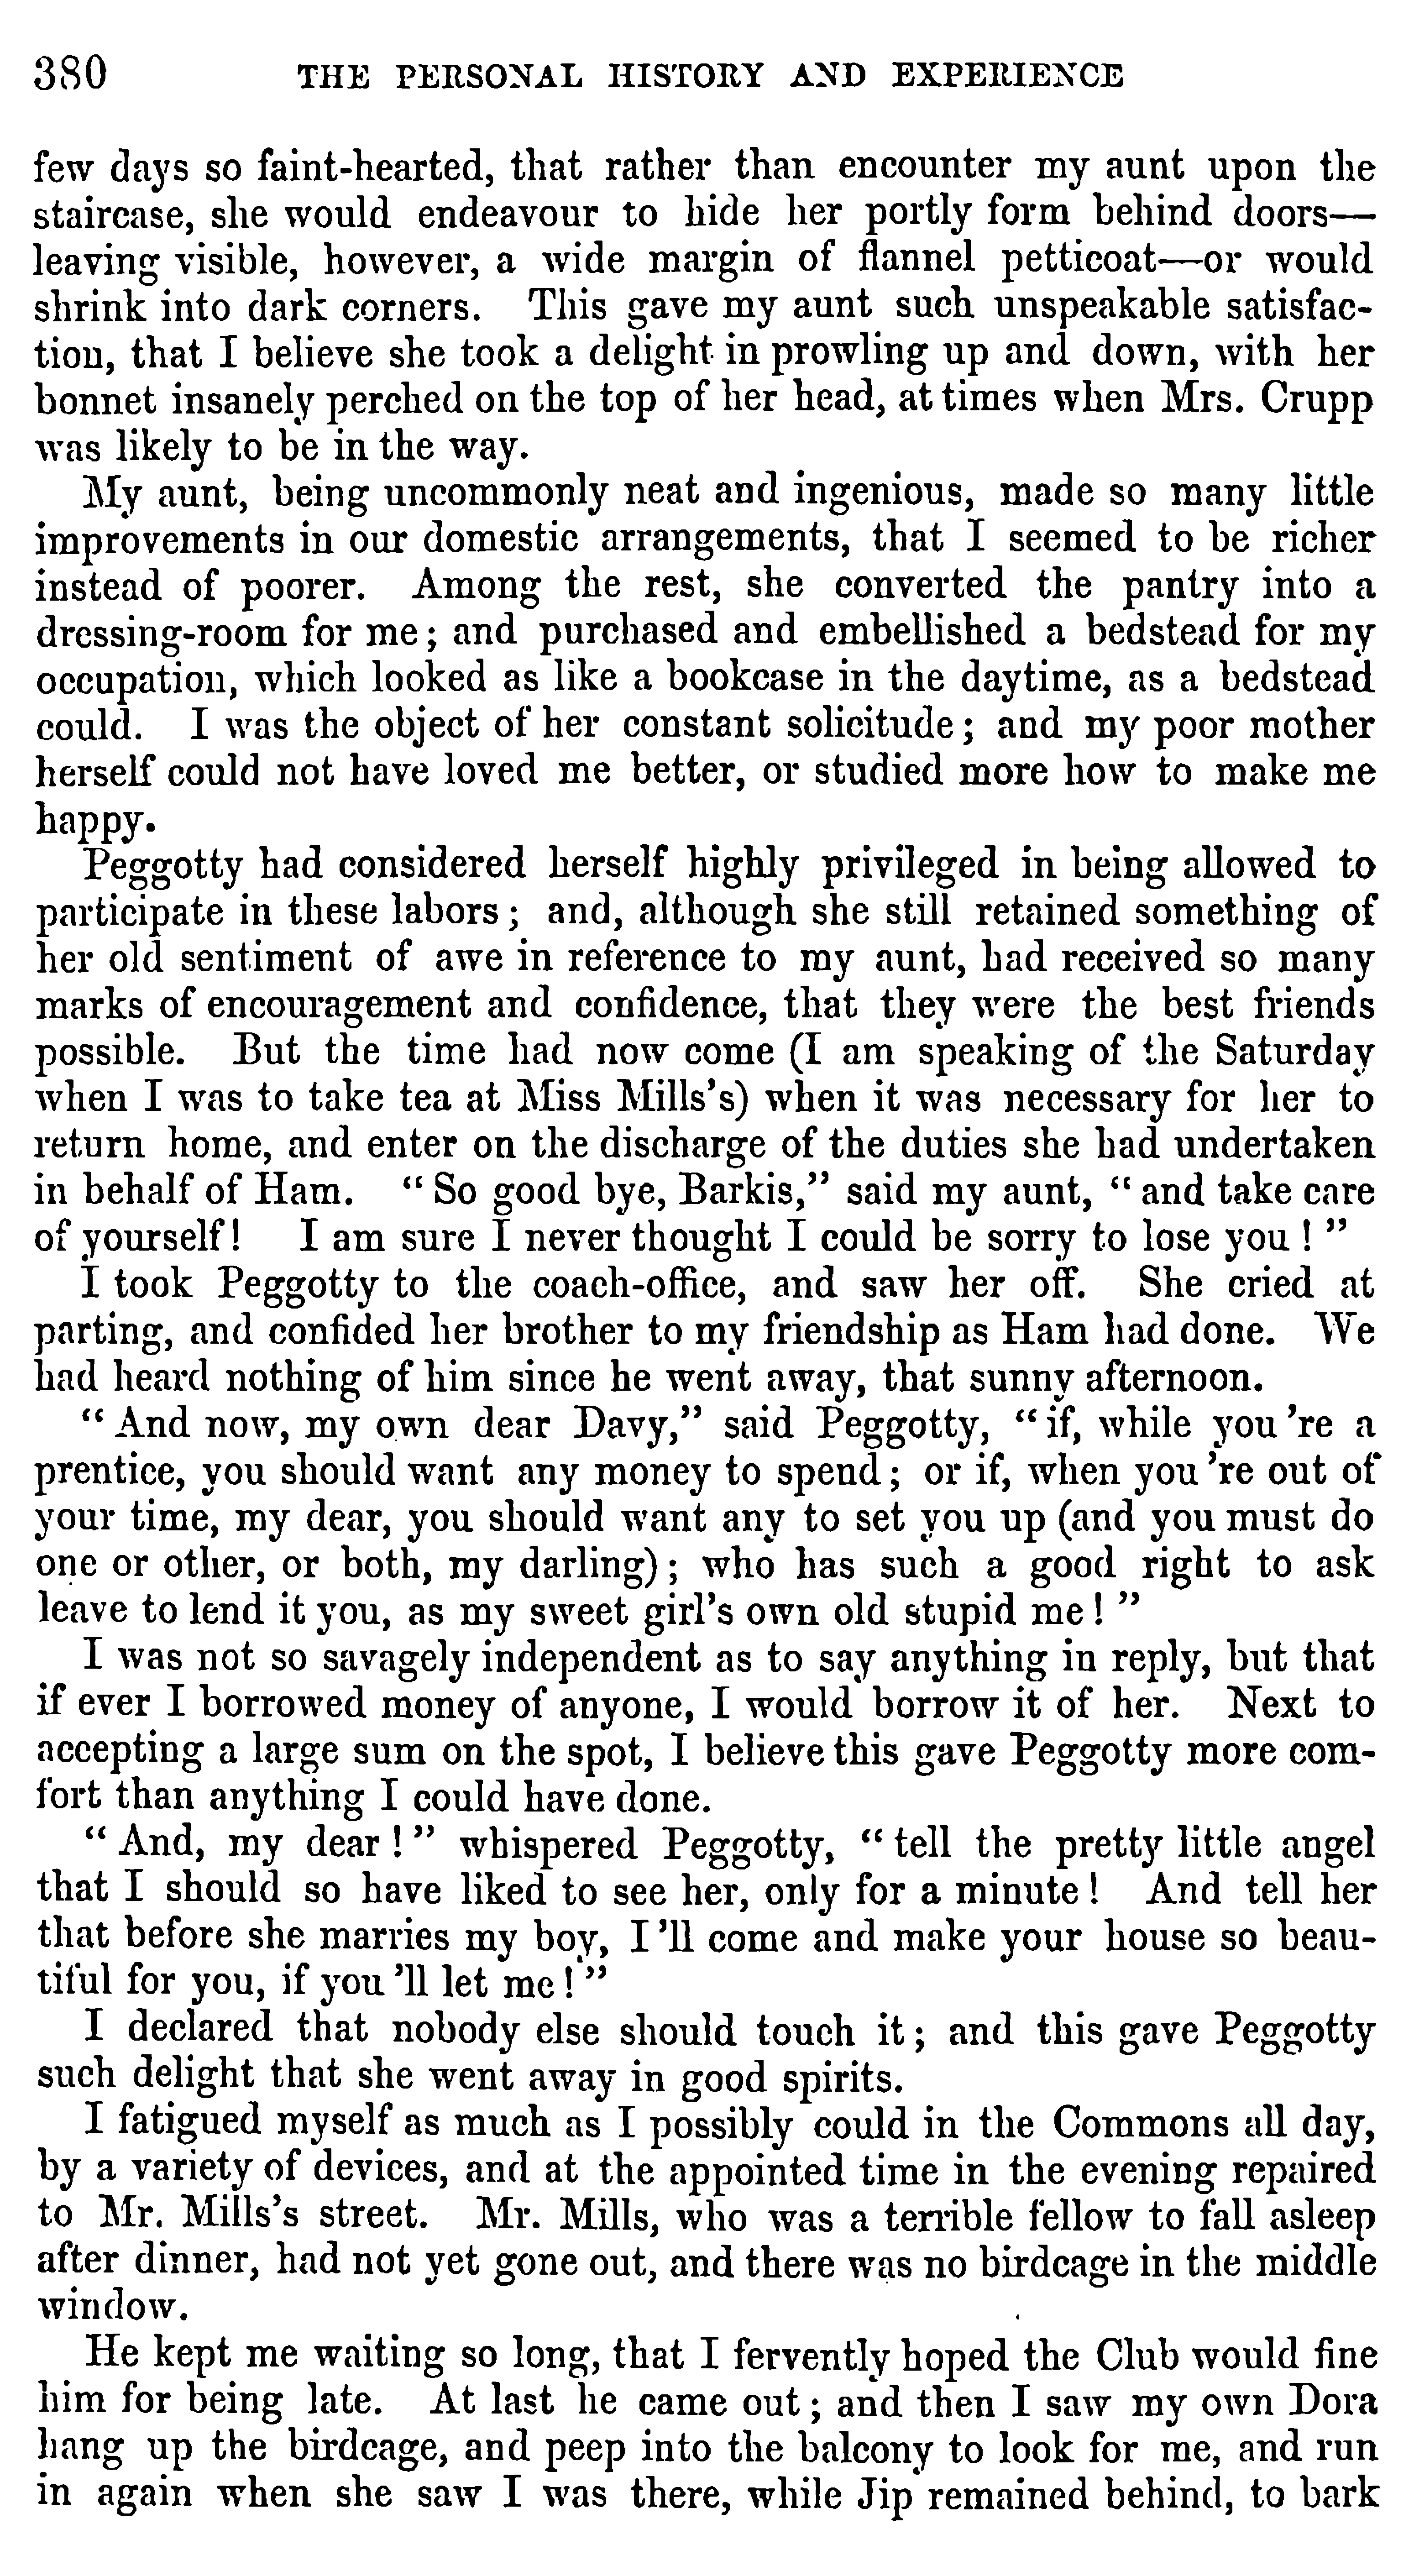 380 THE PERSONAL HISTORY AND EXPERIENCE
few days so faint-hearted, that rather than encounter my aunt upon the
staircase, she would endeavour to hide her portly form behind doors—
leaving visible, however, a wide margin of flannel petticoat—or would
shrink into dark corners. This gave my aunt such unspeakable satisfac-
tion, that I believe she took a delight in prowling up and down, with her
bonnet insanely perched on the top of her head, at times when Mrs. Crupp
was likely to be in the way.
My aunt, being uncommonly neat and ingenious, made so many little
improvements in our domestic arrangements, that I seemed to be richer
instead of poorer. Among the rest, she converted the pantry into a
dressing-room for me; and purchased and embellished a bedstead for my
occupation, which looked as like a bookcase in the daytime, as a bedstead
could. I was the object of her constant solicitude; and my poor mother
herself could not have loved me better, or studied more how to make me
happy.
Peggotty had considered herself highly privileged in being allowed to
participate in these labors; and, although she still retained something of
her old sentiment of awe in reference to my aunt, had received so many
marks of encouragement and confidence, that they were the best friends
possible. But the time had now come (I am speaking of the Saturday
when I was to take tea at Miss Mills's) when it was necessary for her to
return home, and enter on the discharge of the duties she had undertaken
in behalf of Ham. "So good bye, Barkis," said my aunt, "and take care
of yourself! I am sure I never thought I could be sorry to lose you!"
I took Peggotty to the coach-office, and saw her off. She cried at
parting, and confided her brother to my friendship as Ham had done. We
had heard nothing of him since he went away, that sunny afternoon.
"And now, my own dear Davy," said Peggotty, "if, while you 're a
prentice, you should want any money to spend; or if, when you 're out of
your time, my dear, you should want any to set you up (and you must do
one or other, or both, my darling); who has such a good right to ask
leave to lend it you, as my sweet girl's own old stupid me!"
I was not so savagely independent as to say anything in reply, but that
if ever I borrowed money of anyone, I would borrow it of her. Next to
accepting a large sum on the spot, I believe this gave Peggotty more com-
fort than anything I could have done.
"And, my dear!" whispered Peggotty, "tell the pretty little angel
that I should so have liked to see her, only for a minute! And tell her
that before she marries my boy, I 'll come and make your house so beau-
tiful for you, if you 'll let me!"
I declared that nobody else should touch it; and this gave Peggotty
such delight that she went away in good spirits.
I fatigued myself as much as I possibly could in the Commons all day,
by a variety of devices, and at the appointed time in the evening repaired
to Mr. Mills's street. Mr. Mills, who was a terrible fellow to fall asleep
after dinner, had not yet gone out, and there was no birdcage in the middle
window.
He kept me waiting so long, that I fervently hoped the Club would fine
him for being late. At last he came out; and then I saw my own Dora
hang up the birdcage, and peep into the balcony to look for me, and run
in again when she saw I was there, while Jip remained behind, to bark